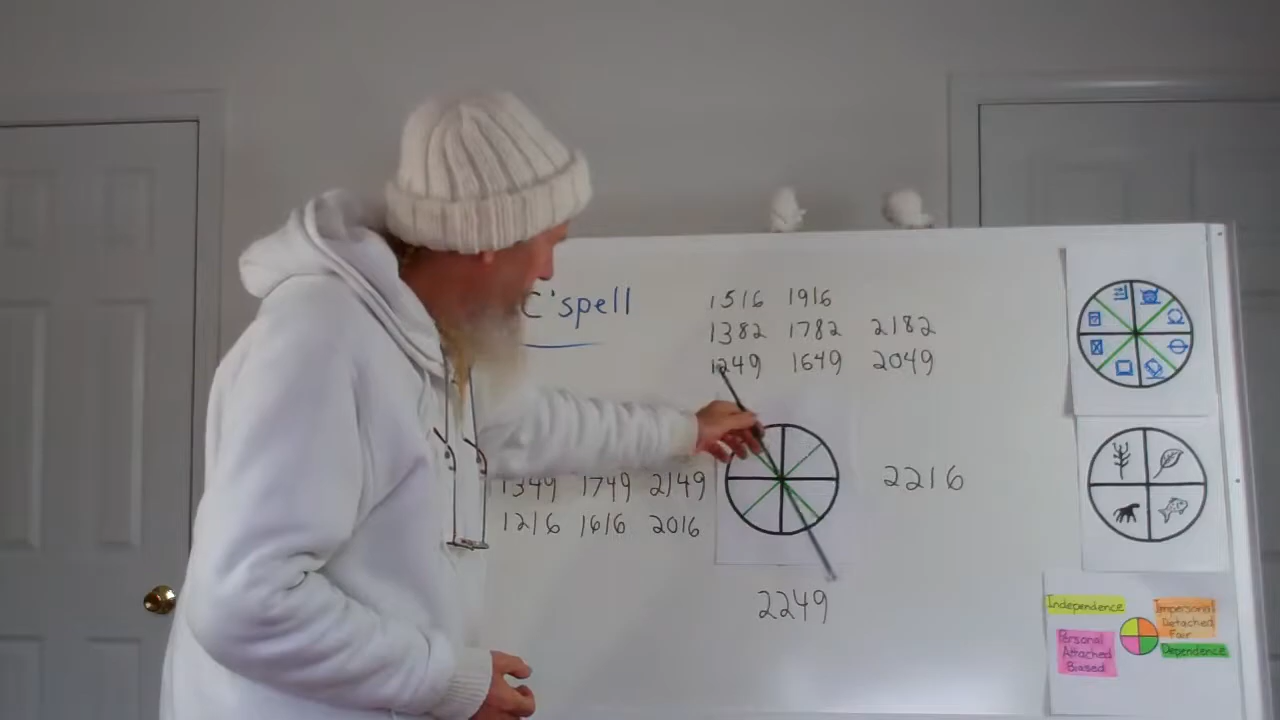 C'spell
1516 1916
1382 1782 2182
1249 1649 2049
1349 1749 2149
1216 1616 2016
2216
2249
Independence
Impersonal
Detached
Fair
Personal
Attached
Biased
Dependence